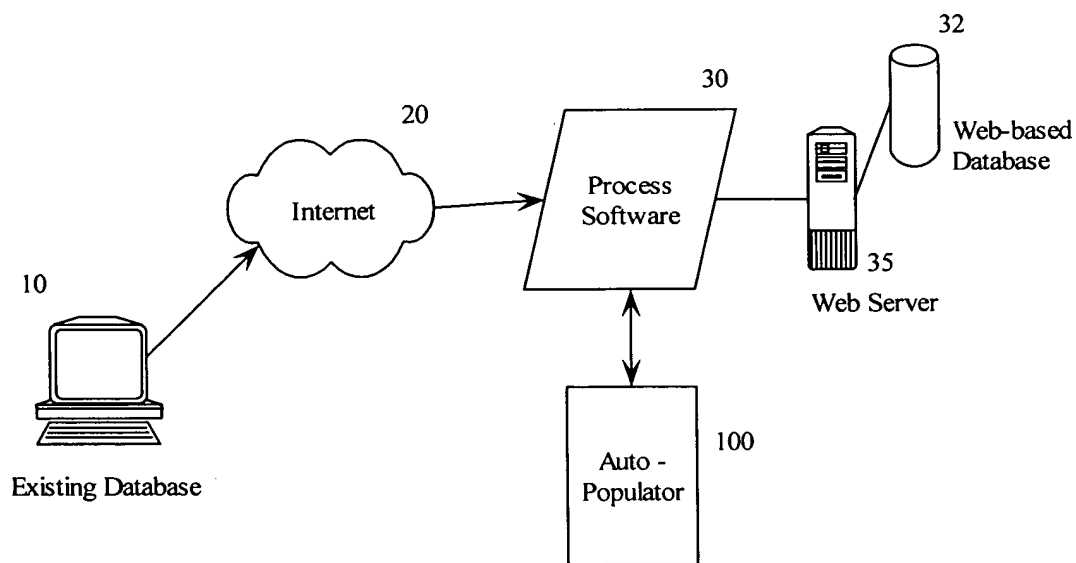 32
30
Web-based
Database
20
Process
Software
Internet
35
Web Server
10
100
Auto -
Populator
Existing Database